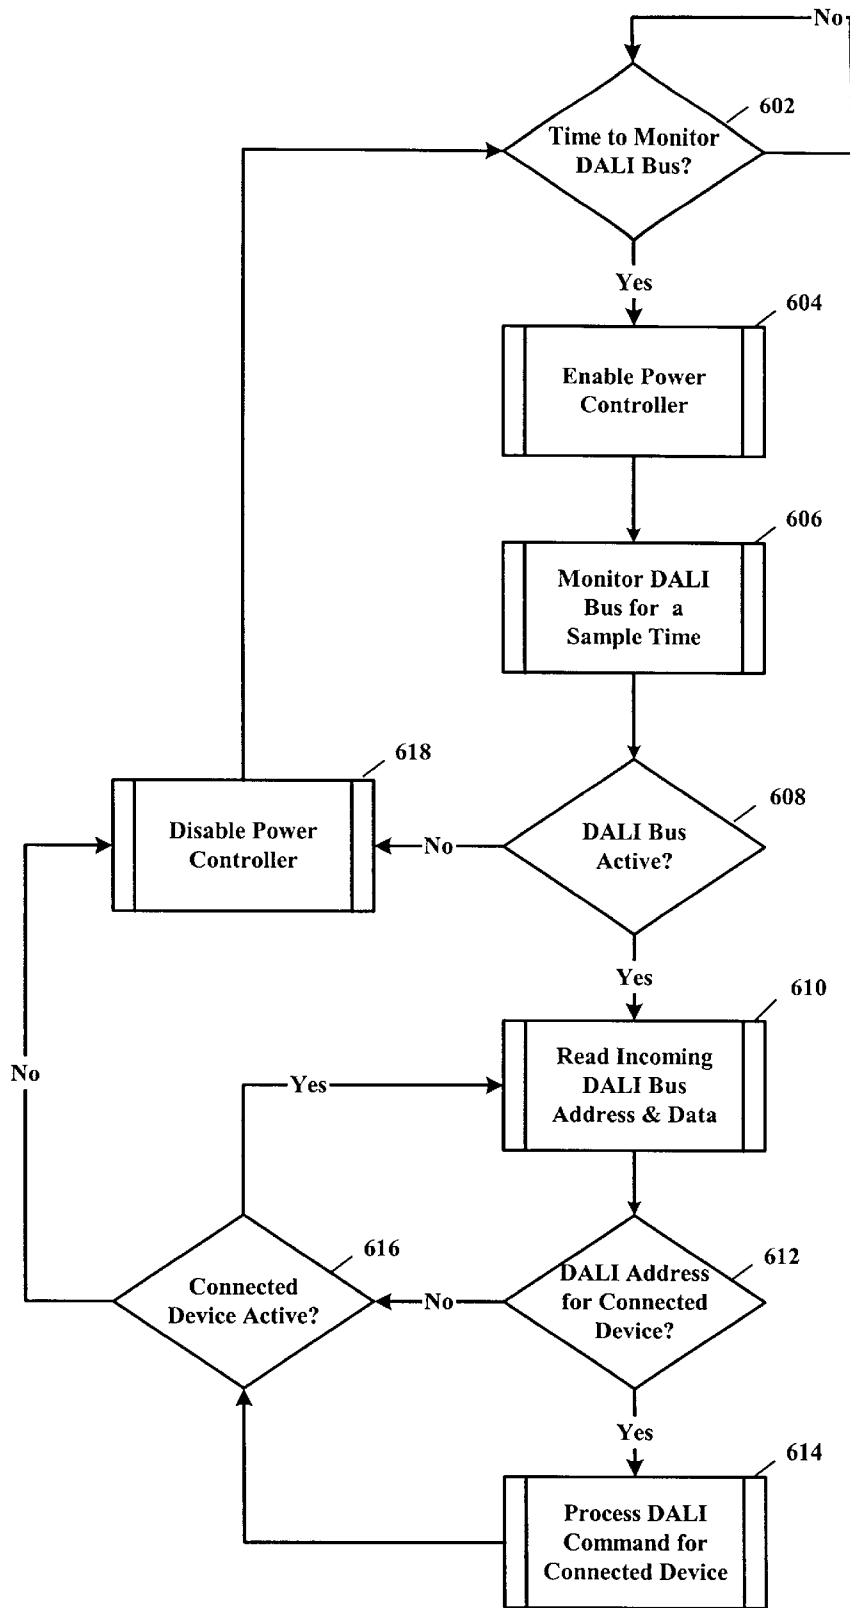 No
602
Time to Monitor
DALI Bus?
Yes
604
Enable Power
Controller
606
Monitor DALI
Bus for a
Sample Time
618
Disable Power
Controller
No
608
DALI Bus
Active?
Yes
610
Read Incoming
DALI Bus
Address & Data
No
Yes
616
Connected
Device Active?
No
612
DALI Address
for Connected
Device?
Yes
614
Process DALI
Command for
Connected Device